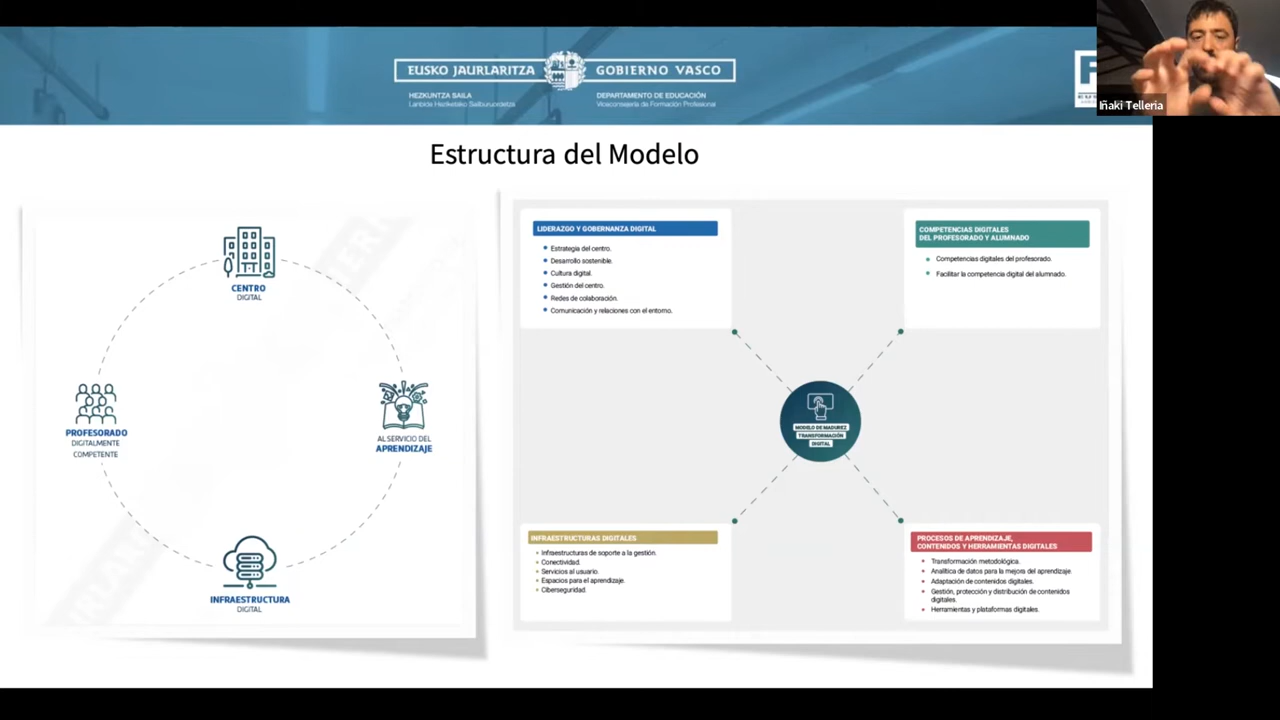 EUSKO JAURLARITZA
GOBIERNO VASCO
HEZKUNTZA SAILA
Lanbide Heziketako Sailburuordetza
DEPARTAMENTO DE EDUCACIÓN
Viceconsejería de Formación Profesional
Iñaki Telleria
Estructura del Modelo
CENTRO
DIGITAL
PROFESORADO
DIGITALMENTE
COMPETENTE
AL SERVICIO DEL
APRENDIZAJE
INFRAESTRUCTURA
DIGITAL
LIDERAZGO Y GOBERNANZA DIGITAL
Estrategia del centro.
Desarrollo sostenible.
Cultura digital.
Gestión del centro.
Redes de colaboración.
Comunicación y relaciones con el entorno.
COMPETENCIAS DIGITALES
DEL PROFESORADO Y ALUMNADO
Competencias digitales del profesorado.
Facilitar la competencia digital del alumnado.
MODELO DE MADUREZ
TRANSFORMACIÓN
DIGITAL
INFRAESTRUCTURAS DIGITALES
Infraestructuras de soporte a la gestión.
Conectividad.
Servicios al usuario.
Espacios para el aprendizaje.
Ciberseguridad.
PROCESOS DE APRENDIZAJE,
CONTENIDOS Y HERRAMIENTAS DIGITALES
Transformación metodológica.
Analítica de datos para la mejora del aprendizaje.
Adaptación de contenidos digitales.
Gestión, protección y distribución de contenidos
digitales.
Herramientas y plataformas digitales.